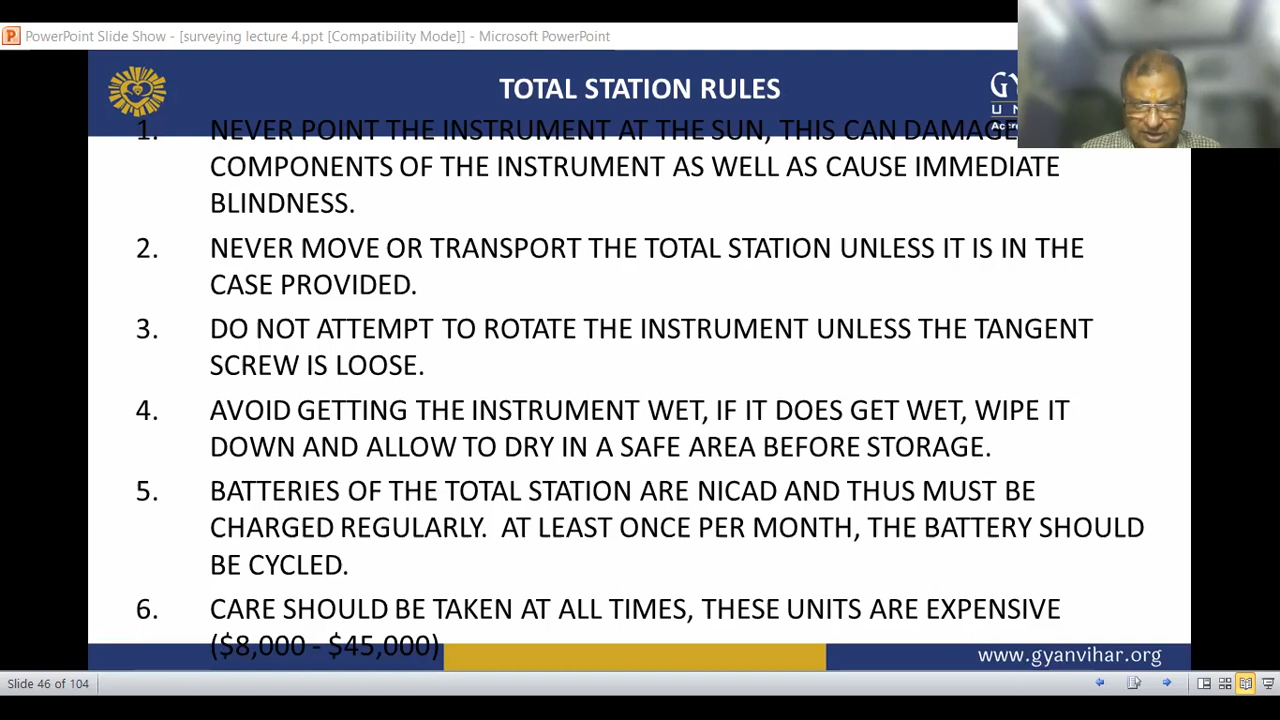 PowerPoint Slide Show - [surveying lecture 4.ppt [Compatibility Mode]] - Microsoft PowerPoint
TOTAL STATION RULES
1. NEVER POINT THE INSTRUMENT AT THE SUN, THIS CAN DAMAGE
COMPONENTS OF THE INSTRUMENT AS WELL AS CAUSE IMMEDIATE
BLINDNESS.
2. NEVER MOVE OR TRANSPORT THE TOTAL STATION UNLESS IT IS IN THE
CASE PROVIDED.
3. DO NOT ATTEMPT TO ROTATE THE INSTRUMENT UNLESS THE TANGENT
SCREW IS LOOSE.
4. AVOID GETTING THE INSTRUMENT WET, IF IT DOES GET WET, WIPE IT
DOWN AND ALLOW TO DRY IN A SAFE AREA BEFORE STORAGE.
5. BATTERIES OF THE TOTAL STATION ARE NICAD AND THUS MUST BE
CHARGED REGULARLY. AT LEAST ONCE PER MONTH, THE BATTERY SHOULD
BE CYCLED.
6. CARE SHOULD BE TAKEN AT ALL TIMES, THESE UNITS ARE EXPENSIVE
($8,000 - $45,000)
www.gyanvihar.org
Slide 46 of 104